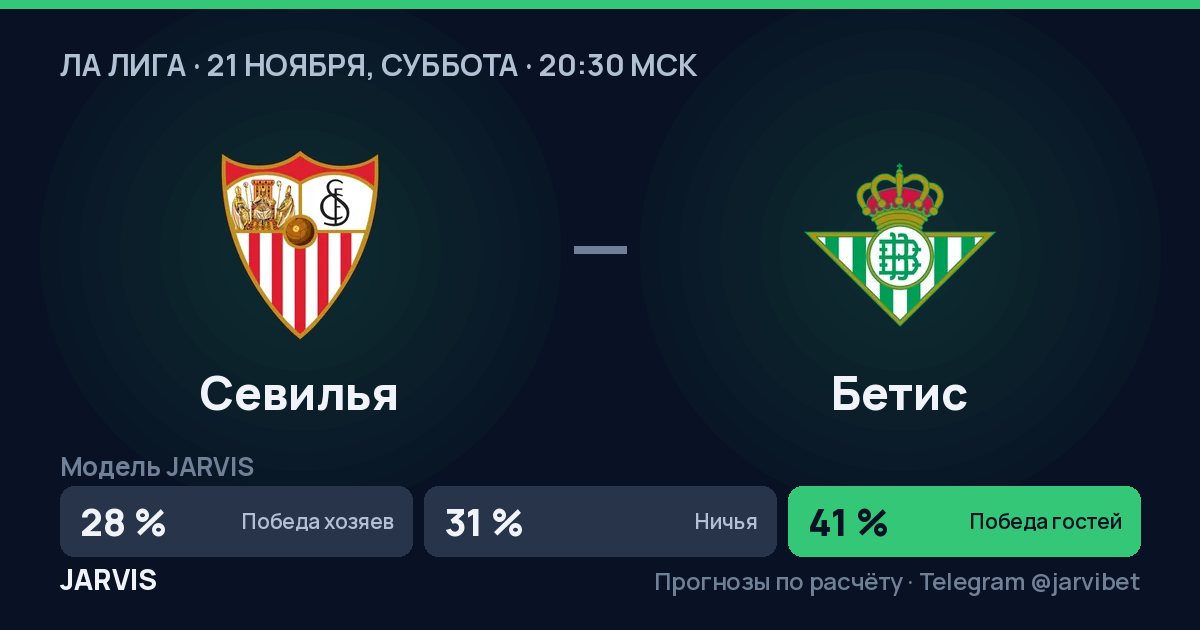 ЛА ЛИГА · 21 НОЯБРЯ, СУББОТА · 20:30 МСК
Севилья — Бетис
Модель JARVIS
28 % Победа хозяев 31 % Ничья 41 % Победа гостей
JARVIS Прогнозы по расчёту · Telegram @jarvibet